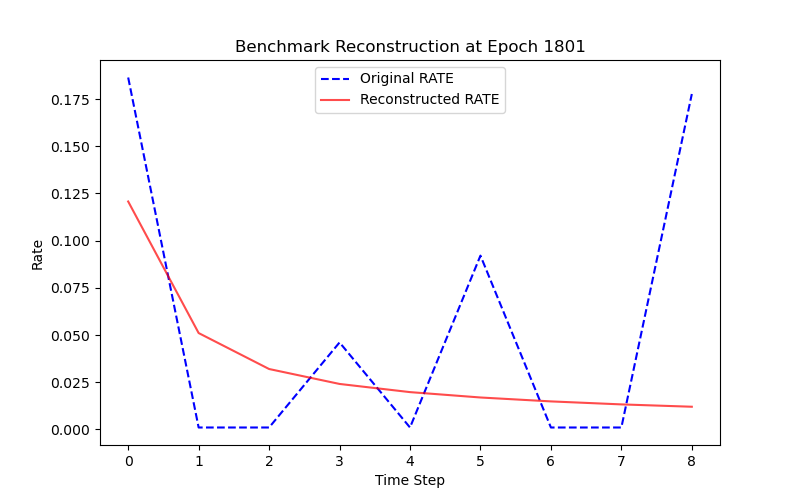 Benchmark Reconstruction at Epoch 1801
Original RATE
Reconstructed RATE
0.175
0.150
0.125
0.100
0.075
0.050
0.025
0.000
Rate
0 1 2 3 4 5 6 7 8
Time Step